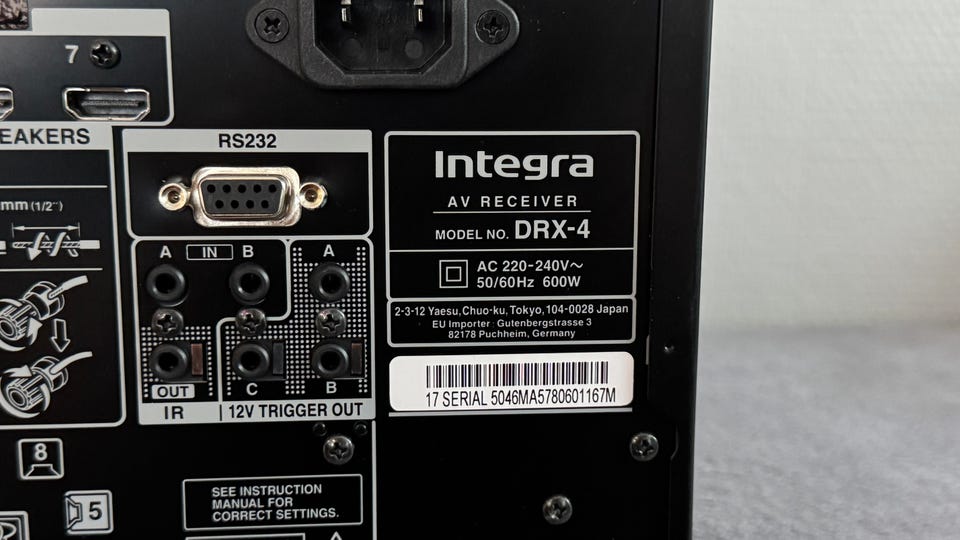 7
EAKERS
mm (1/2")
RS232
A IN B A
OUT C B
IR 12V TRIGGER OUT
Integra
AV RECEIVER
MODEL NO. DRX-4
AC 220-240V~
50/60Hz 600W
2-3-12 Yaesu,Chuo-ku,Tokyo,104-0028 Japan
EU Importer: Gutenbergstrasse 3
82178 Puchheim, Germany
17 SERIAL 5046MA5780601167M
8
5
SEE INSTRUCTION
MANUAL FOR
CORRECT SETTINGS.